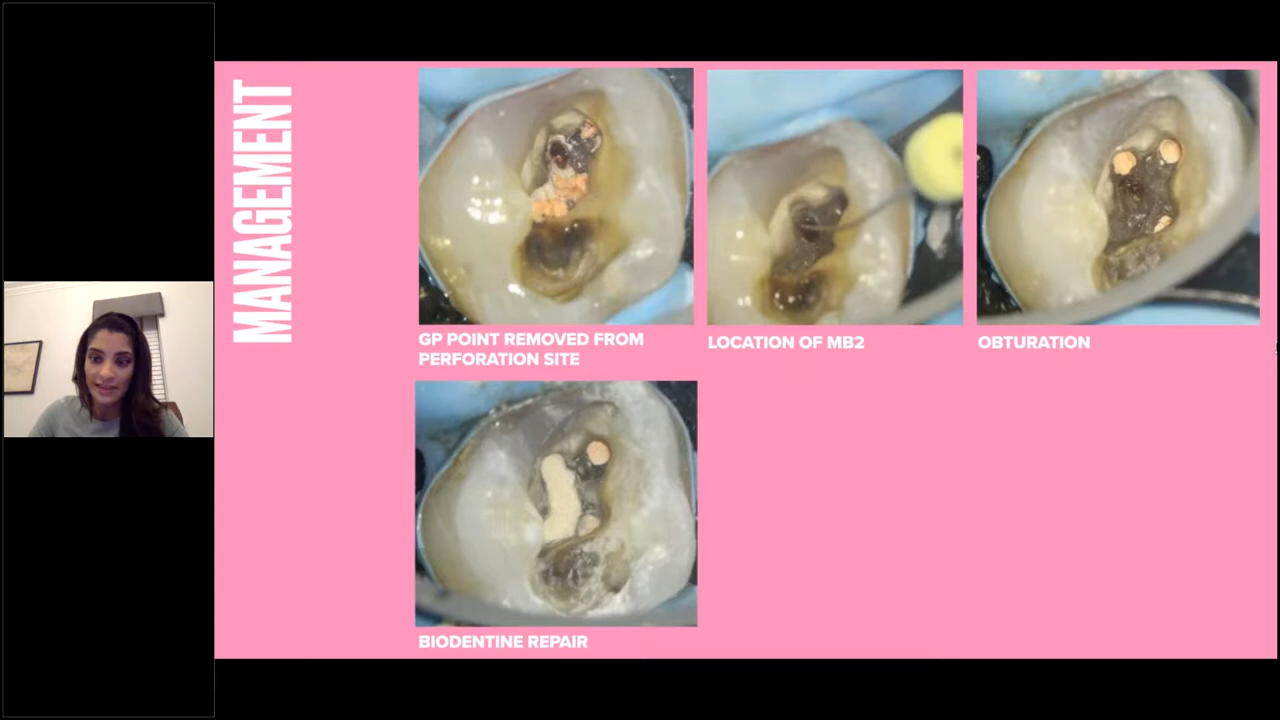 MANAGEMENT
GP POINT REMOVED FROM
PERFORATION SITE
LOCATION OF MB2
OBTURATION
BIODENTINE REPAIR